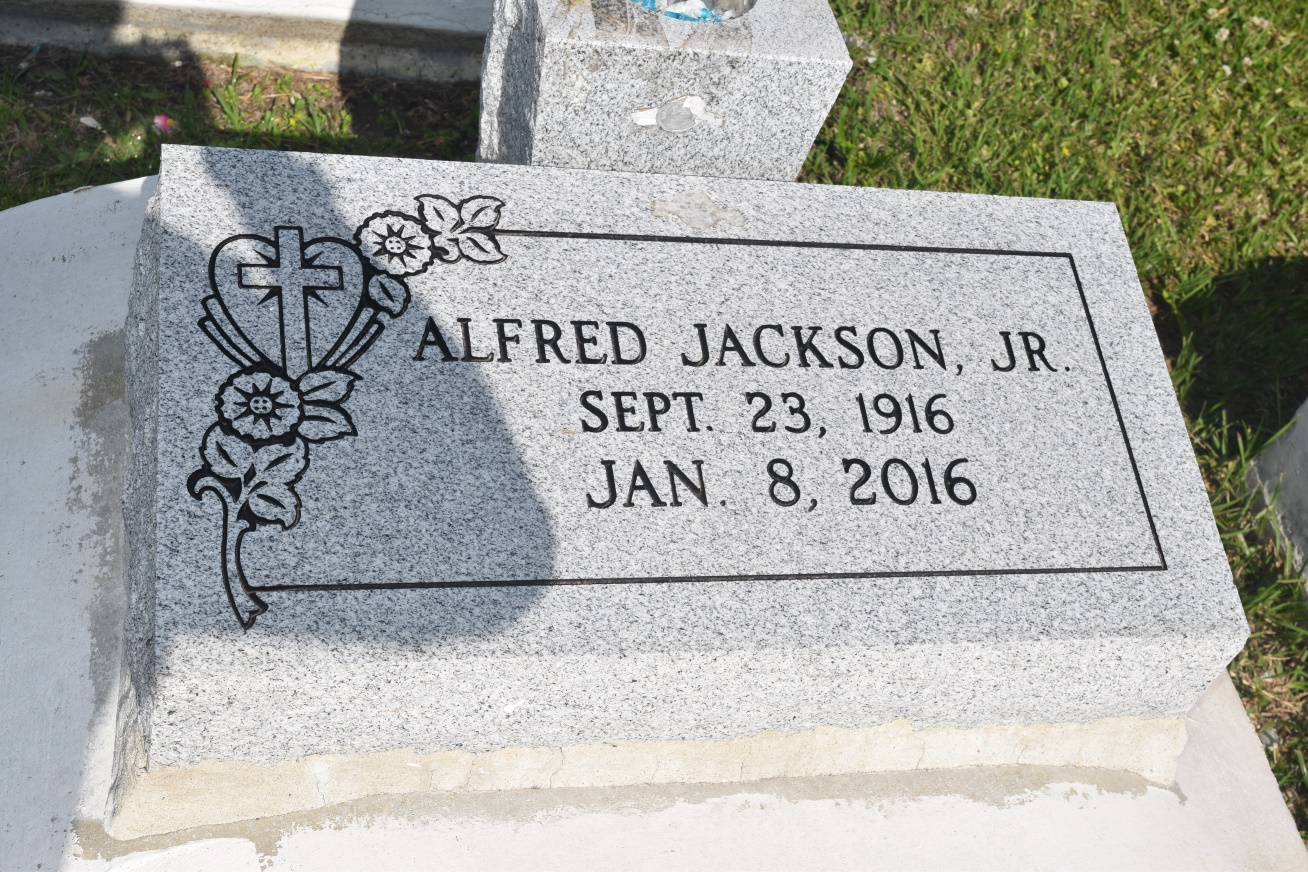 ALFRED JACKSON, JR.
SEPT. 23, 1916
JAN. 8, 2016